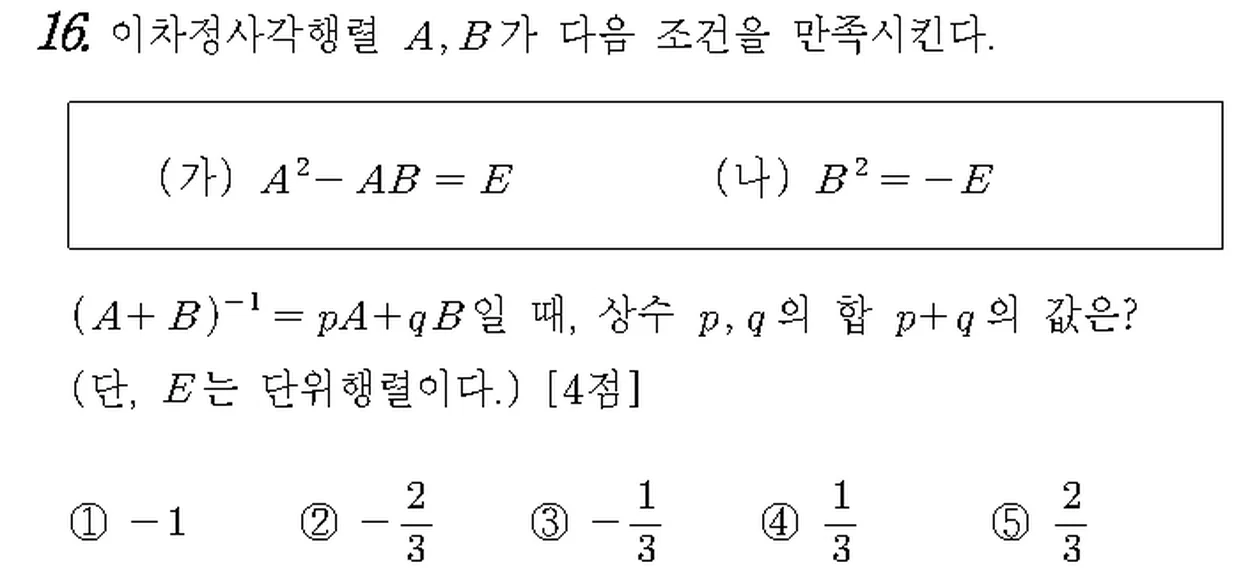 16. 이차정사각행렬 A, B가 다음 조건을 만족시킨다.
(가) A² − AB = E (나) B² = −E
(A+B)⁻¹ = pA+qB일 때, 상수 p, q의 합 p+q의 값은?
(단, E는 단위행렬이다.) [4점]
① −1 ② −2/3 ③ −1/3 ④ 1/3 ⑤ 2/3